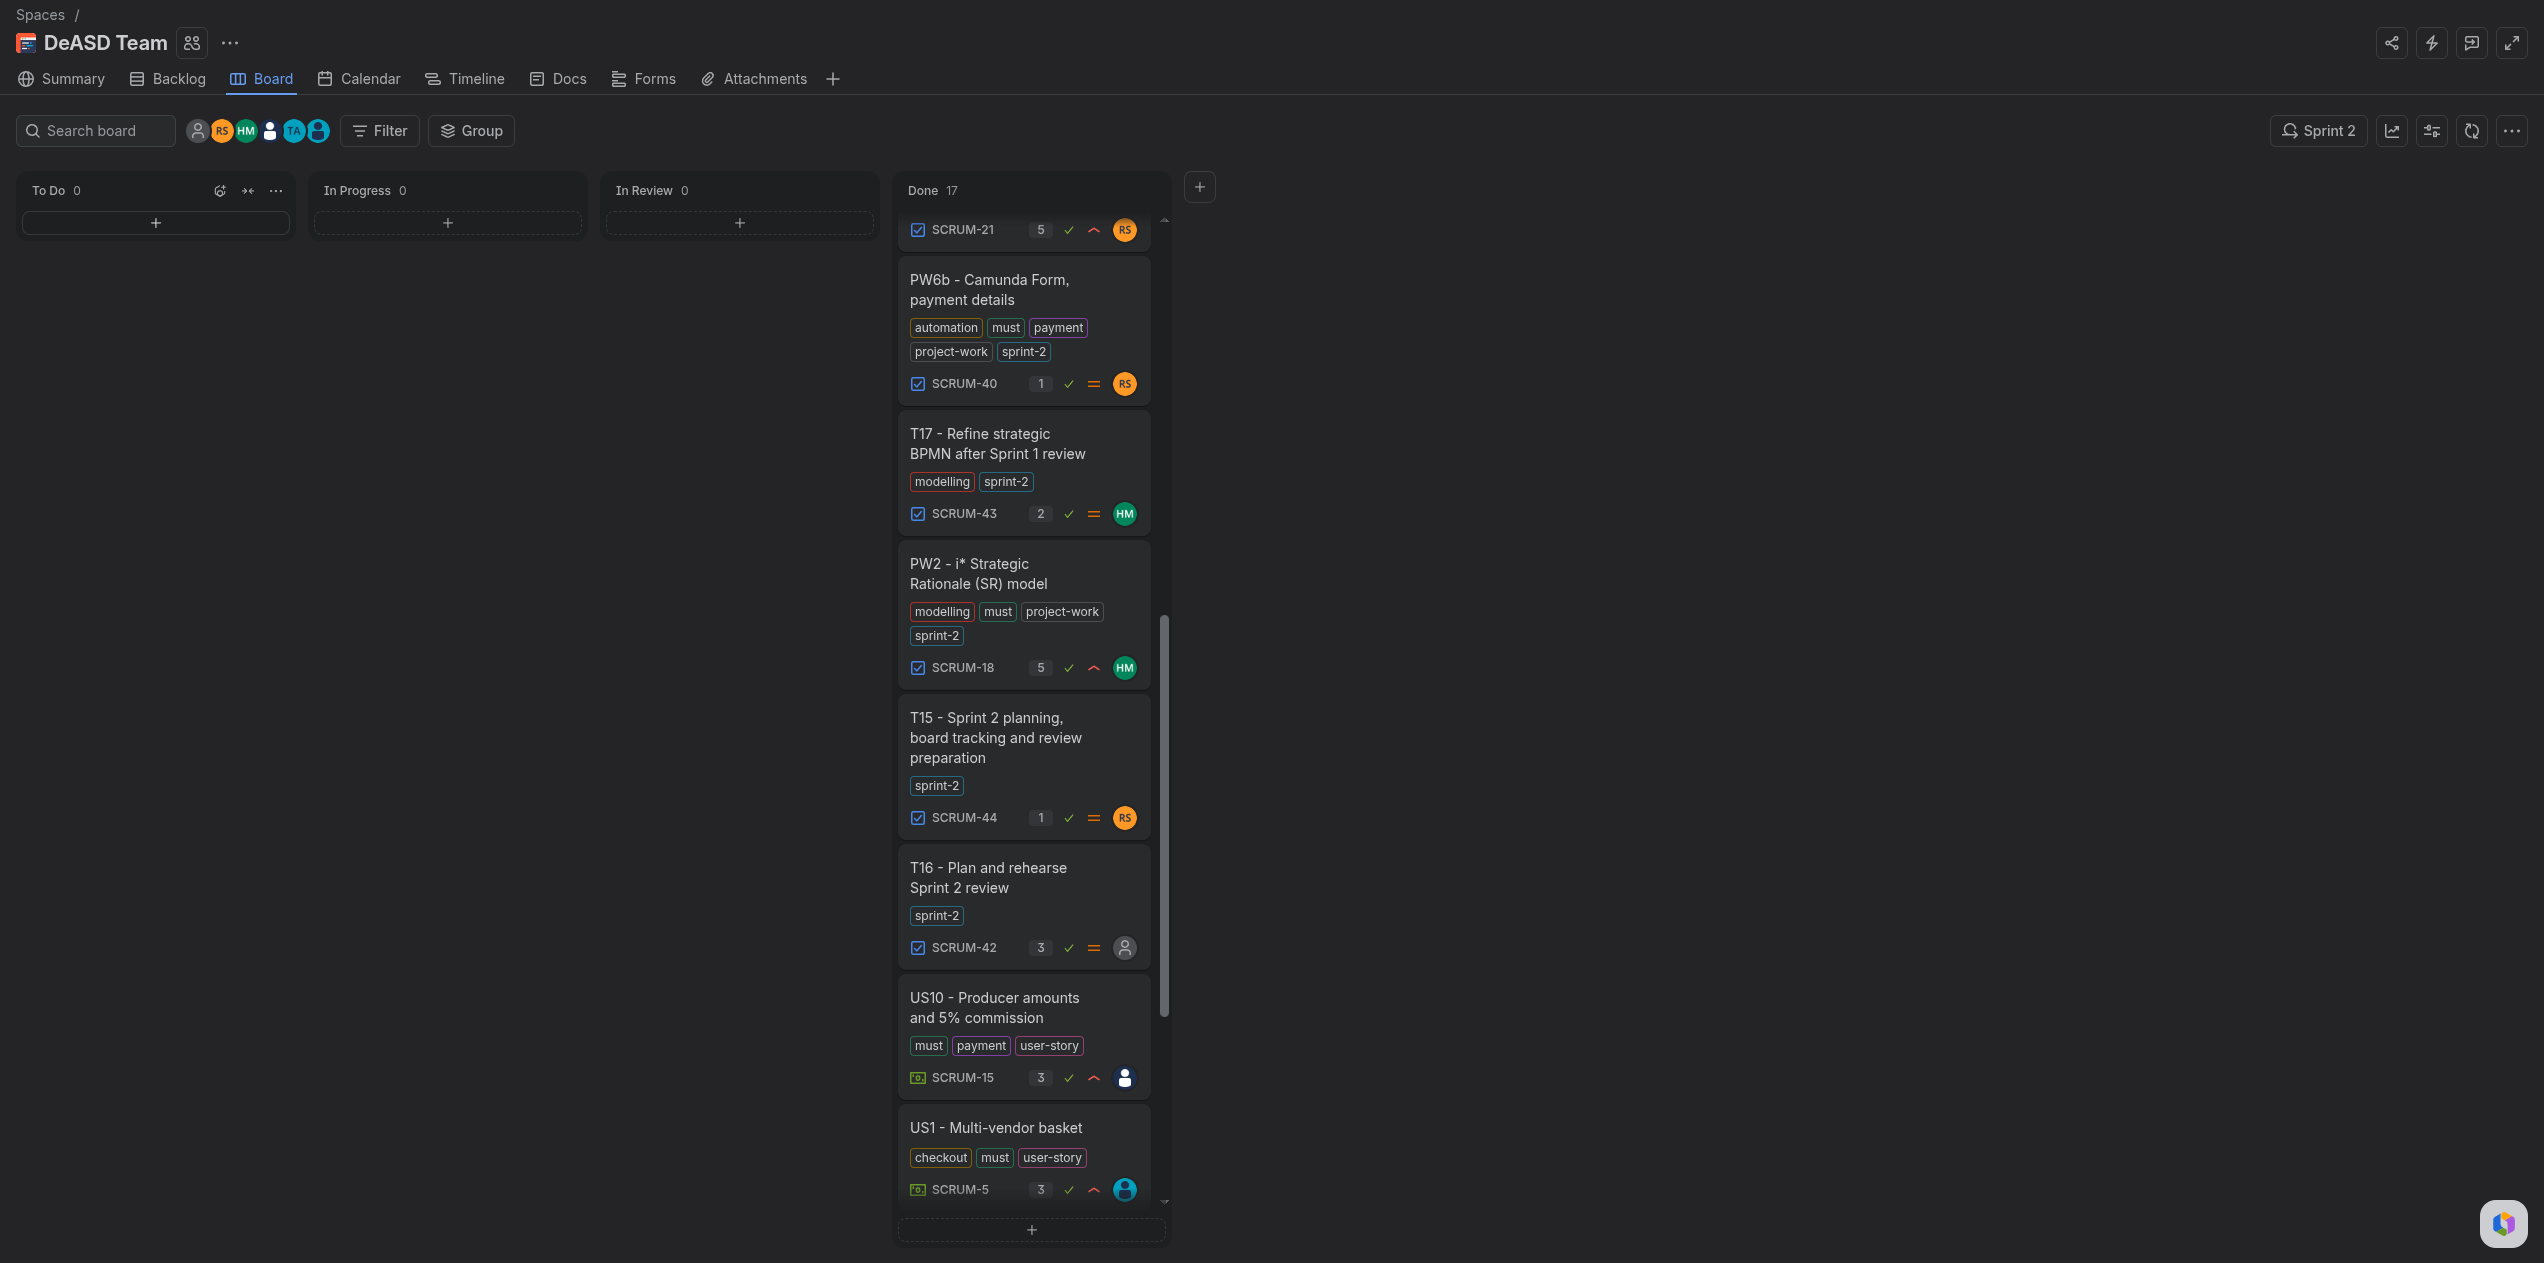 Spaces /
DeASD Team
Summary Backlog Board Calendar Timeline Docs Forms Attachments
Search board RS HM TA Filter Group Sprint 2
To Do 0 In Progress 0 In Review 0 Done 17
SCRUM-21 5 RS
PW6b - Camunda Form,
payment details
automation must payment
project-work sprint-2
SCRUM-40 1 RS
T17 - Refine strategic
BPMN after Sprint 1 review
modelling sprint-2
SCRUM-43 2 HM
PW2 - i* Strategic
Rationale (SR) model
modelling must project-work
sprint-2
SCRUM-18 5 HM
T15 - Sprint 2 planning,
board tracking and review
preparation
sprint-2
SCRUM-44 1 RS
T16 - Plan and rehearse
Sprint 2 review
sprint-2
SCRUM-42 3
US10 - Producer amounts
and 5% commission
must payment user-story
SCRUM-15 3
US1 - Multi-vendor basket
checkout must user-story
SCRUM-5 3